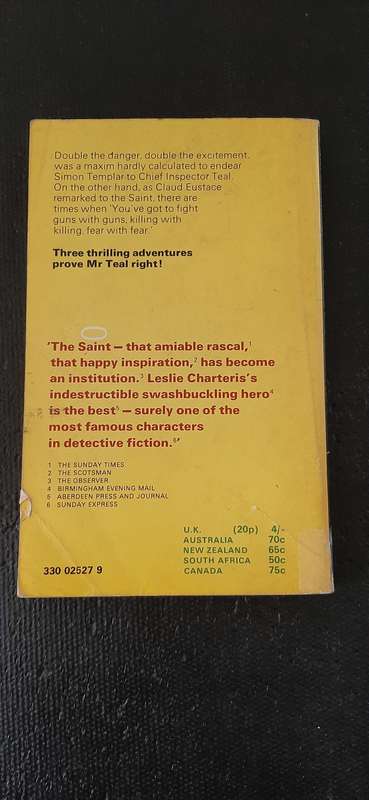 Double the danger, double the excitement,
was a maxim hardly calculated to endear
Simon Templar to Chief Inspector Teal.
On the other hand, as Claud Eustace
remarked to the Saint, there are
times when 'You've got to fight
guns with guns, killing with
killing, fear with fear.'
Three thrilling adventures
prove Mr Teal right!
'The Saint – that amiable rascal,1
that happy inspiration,2 has become
an institution.3 Leslie Charteris's
indestructible swashbuckling hero4
is the best5 – surely one of the
most famous characters
in detective fiction.6'
1 THE SUNDAY TIMES
2 THE SCOTSMAN
3 THE OBSERVER
4 BIRMINGHAM EVENING MAIL
5 ABERDEEN PRESS AND JOURNAL
6 SUNDAY EXPRESS
U.K. (20p) 4/-
AUSTRALIA 70c
NEW ZEALAND 65c
SOUTH AFRICA 50c
CANADA 75c
330 02527 9